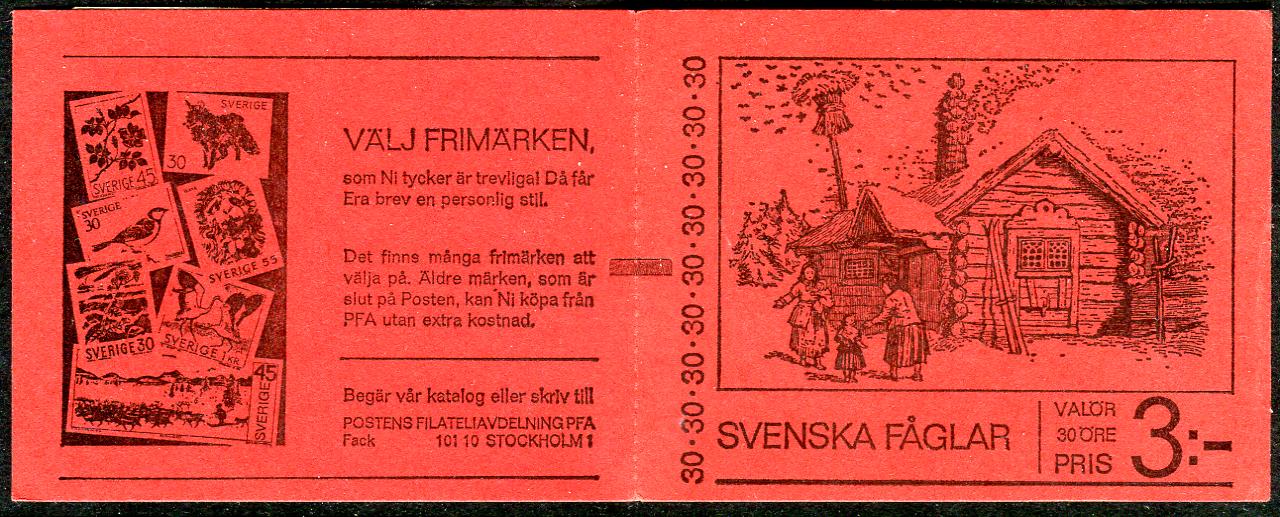 SVERIGE 45
SVERIGE
30
SVERIGE
30
SVERIGE 55
SVERIGE 30
SVERIGE 1KR
45
SVERIGE
VÄLJ FRIMÄRKEN,
som Ni tycker är trevliga! Då får
Era brev en personlig stil.
Det finns många frimärken att
välja på. Äldre märken, som är
slut på Posten, kan Ni köpa från
PFA utan extra kostnad.
Begär vår katalog eller skriv till
POSTENS FILATELIAVDELNING PFA
Fack 101 10 STOCKHOLM 1
30·30·30·30·30·30·30·30·30·30
SVENSKA FÅGLAR
VALÖR
30 ÖRE
PRIS
3:-